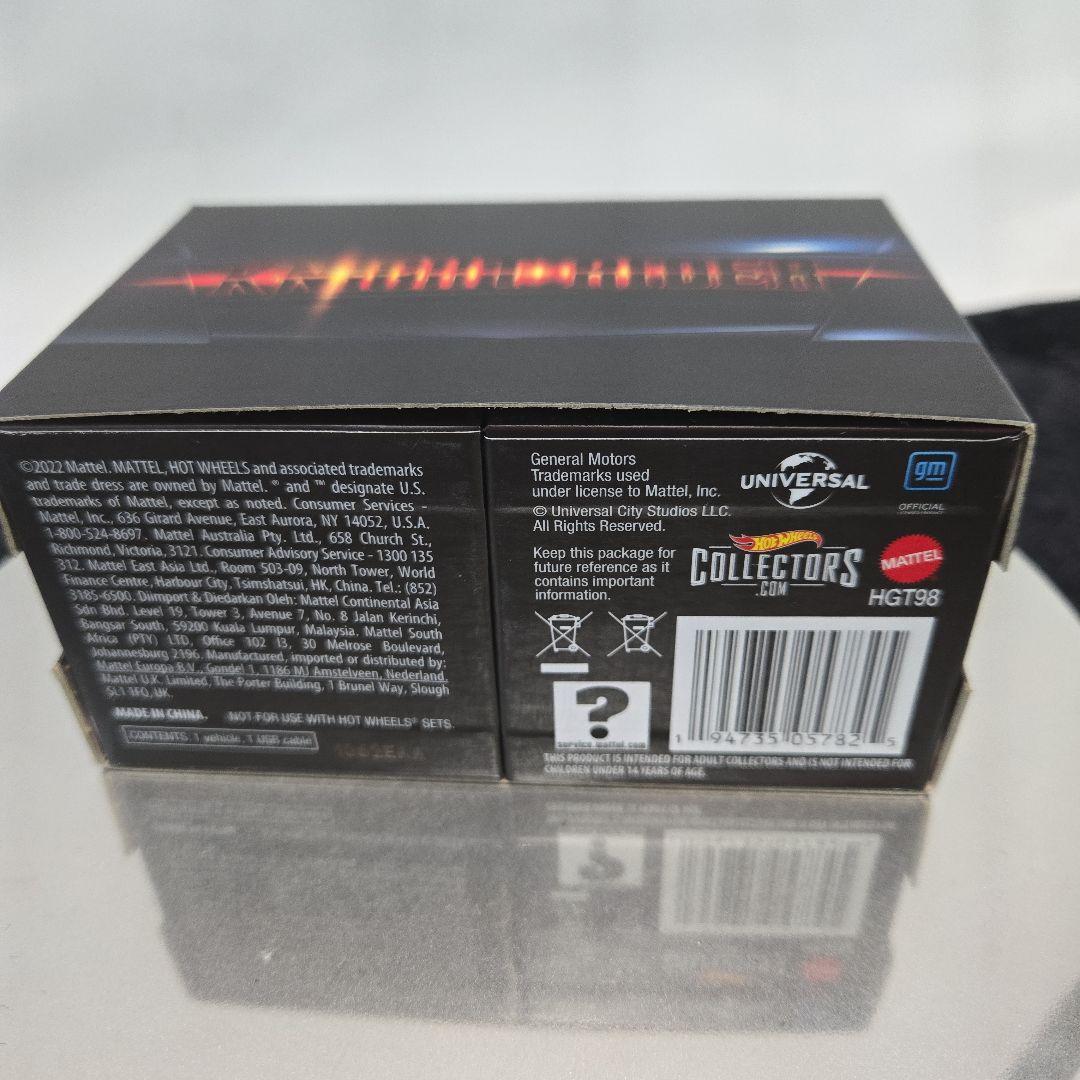 ©2022 Mattel. MATTEL, HOT WHEELS and associated trademarks
and trade dress are owned by Mattel. ® and ™ designate U.S.
trademarks of Mattel, except as noted. Consumer Services -
Mattel, Inc., 636 Girard Avenue, East Aurora, NY 14052, U.S.A.
1-800-524-8697. Mattel Australia Pty. Ltd., 658 Church St.,
Richmond, Victoria, 3121. Consumer Advisory Service - 1300 135
312. Mattel East Asia Ltd., Room 503-09, North Tower, World
Finance Centre, Harbour City, Tsimshatsui, HK, China. Tel.: (852)
3185-6500. Diimport & Diedarkan Oleh: Mattel Continental Asia
Sdn Bhd. Level 19, Tower 3, Avenue 7, No. 8 Jalan Kerinchi,
Bangsar South, 59200 Kuala Lumpur, Malaysia. Mattel South
Africa (PTY) LTD, Office 102 I3, 30 Melrose Boulevard,
Johannesburg 2196. Manufactured, imported or distributed by:
Mattel Europa B.V., Gondel 1, 1186 MJ Amstelveen, Nederland.
Mattel U.K. Limited, The Porter Building, 1 Brunel Way, Slough
SL1 1FQ, UK.
MADE IN CHINA. NOT FOR USE WITH HOT WHEELS® SETS.
CONTENTS: 1 vehicle, 1 USB cable
General Motors
Trademarks used
under license to Mattel, Inc.
© Universal City Studios LLC.
All Rights Reserved.
Keep this package for
future reference as it
contains important
information.
UNIVERSAL
gm
OFFICIAL
LICENSED PRODUCT
HOT WHEELS
COLLECTORS
.COM
MATTEL
HGT98
?
service.mattel.com
1 94735 05782 5
THIS PRODUCT IS INTENDED FOR ADULT COLLECTORS AND IS NOT INTENDED FOR
CHILDREN UNDER 14 YEARS OF AGE.